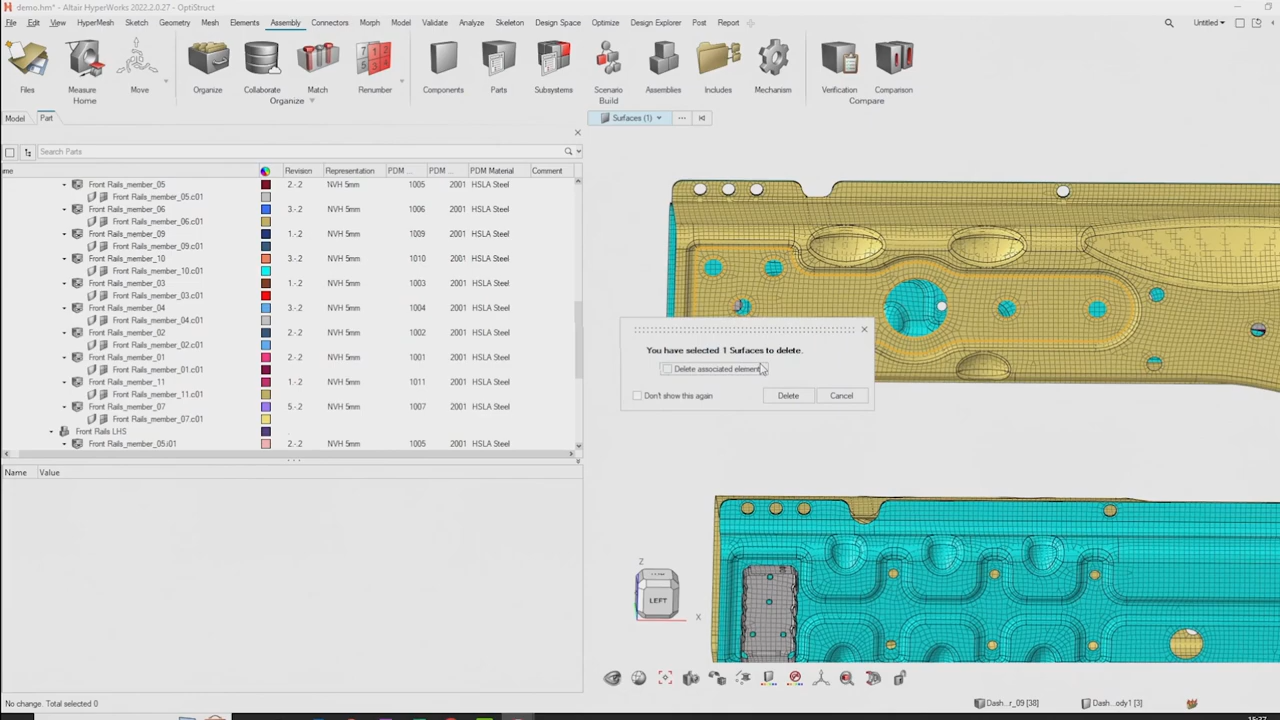 demo.hm* - Altair HyperWorks 2022.2.0.27 - OptiStruct
File Edit View HyperMesh Sketch Geometry Mesh Elements Assembly Connectors Morph Model Validate Analyze Skeleton Design Space Optimize Design Explorer Post Report Untitled
Files Measure Move Organize Collaborate Match Renumber Components Parts Subsystems Scenario Assemblies Includes Mechanism Verification Comparison
Home Organize Build Compare
Model Part
Surfaces (1)
Search Parts
Revision Representation PDM ... PDM ... PDM Material Comment
Front Rails_member_05 2.-.2 NVH 5mm 1005 2001 HSLA Steel
Front Rails_member_05.c01
Front Rails_member_06 3.-.2 NVH 5mm 1006 2001 HSLA Steel
Front Rails_member_06.c01
Front Rails_member_09 1.-.2 NVH 5mm 1009 2001 HSLA Steel
Front Rails_member_09.c01
Front Rails_member_10 3.-.2 NVH 5mm 1010 2001 HSLA Steel
Front Rails_member_10.c01
Front Rails_member_03 1.-.2 NVH 5mm 1003 2001 HSLA Steel
Front Rails_member_03.c01
Front Rails_member_04 3.-.2 NVH 5mm 1004 2001 HSLA Steel
Front Rails_member_04.c01
Front Rails_member_02 2.-.2 NVH 5mm 1002 2001 HSLA Steel
Front Rails_member_02.c01
Front Rails_member_01 1.-.2 NVH 5mm 1001 2001 HSLA Steel
Front Rails_member_01.c01
Front Rails_member_11 1.-.2 NVH 5mm 1011 2001 HSLA Steel
Front Rails_member_11.c01
Front Rails_member_07 5.-.2 NVH 5mm 1007 2001 HSLA Steel
Front Rails_member_07.c01
Front Rails LHS
Front Rails_member_05.i01 2.-.2 NVH 5mm 1005 2001 HSLA Steel
Name Value
You have selected 1 Surfaces to delete.
Delete associated element
Don't show this again
Delete Cancel
Z
LEFT
X
No change. Total selected 0
Dash...r_09 [38]
Dash...ody1 [3]